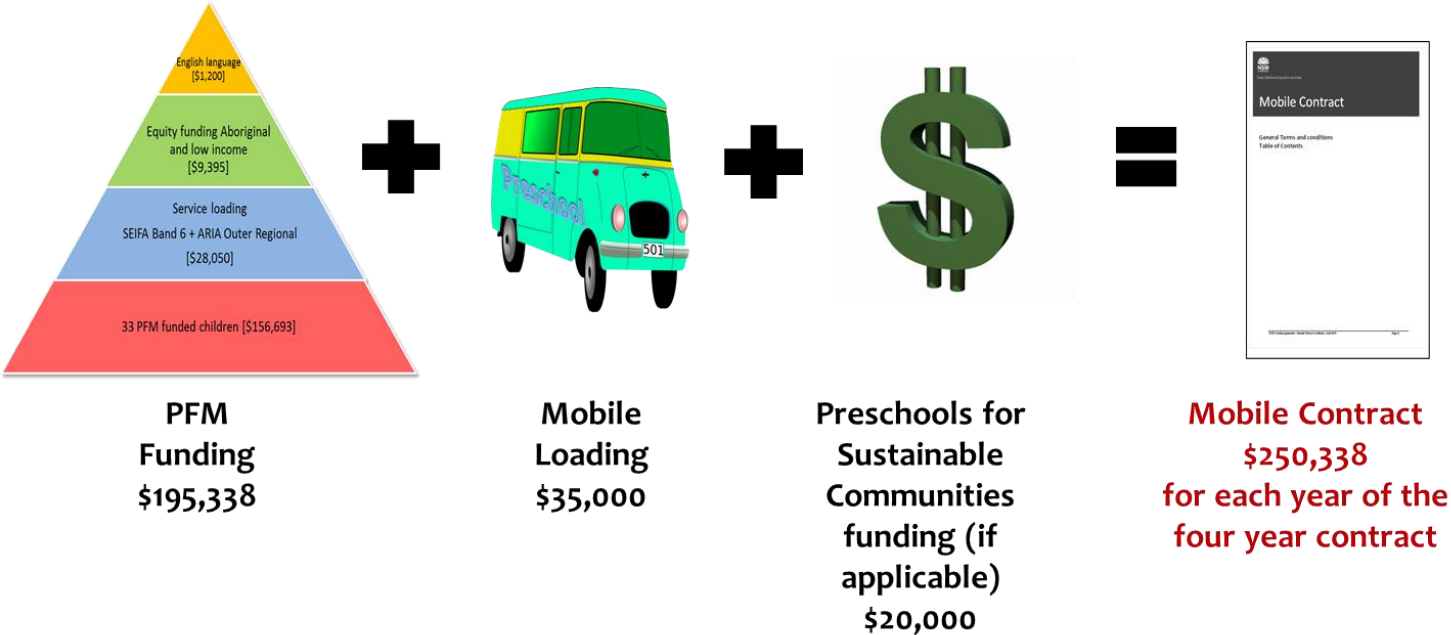 English language
[$1,200]
Equity funding Aboriginal
and low income
[$9,395]
Service loading
SEIFA Band 6 + ARIA Outer Regional
[$28,050]
33 PFM funded children [$156,693]
Preschool
501
NSW
Mobile Contract
General Terms and conditions
Table of Contents
PFM
Funding
$195,338
Mobile
Loading
$35,000
Preschools for
Sustainable
Communities
funding (if
applicable)
$20,000
Mobile Contract
$250,338
for each year of the
four year contract